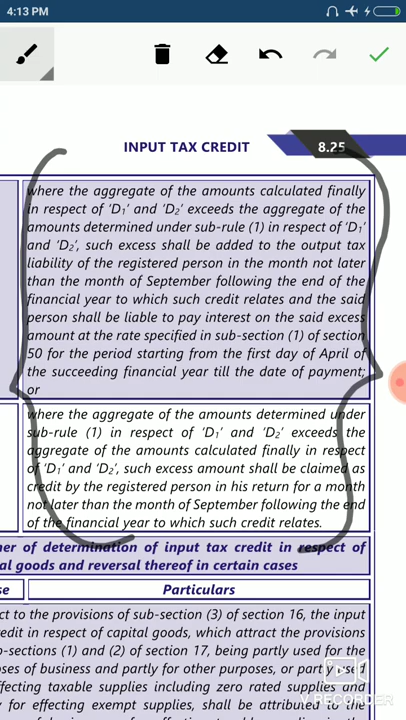 4:13 PM
INPUT TAX CREDIT
8.25
where the aggregate of the amounts calculated finally
in respect of 'D1' and 'D2' exceeds the aggregate of the
amounts determined under sub-rule (1) in respect of 'D1'
and 'D2', such excess shall be added to the output tax
liability of the registered person in the month not later
than the month of September following the end of the
financial year to which such credit relates and the said
person shall be liable to pay interest on the said excess
amount at the rate specified in sub-section (1) of section
50 for the period starting from the first day of April of
the succeeding financial year till the date of payment;
or
where the aggregate of the amounts determined under
sub-rule (1) in respect of 'D1' and 'D2' exceeds the
aggregate of the amounts calculated finally in respect
of 'D1' and 'D2', such excess amount shall be claimed as
credit by the registered person in his return for a month
not later than the month of September following the end
of the financial year to which such credit relates.
ner of determination of input tax credit in respect of
al goods and reversal thereof in certain cases
se Particulars
ct to the provisions of sub-section (3) of section 16, the input
redit in respect of capital goods, which attract the provisions
b-sections (1) and (2) of section 17, being partly used for the
oses of business and partly for other purposes, or partly used
ffecting taxable supplies including zero rated supplies and
y for effecting exempt supplies, shall be attributed to the
V RECORDER